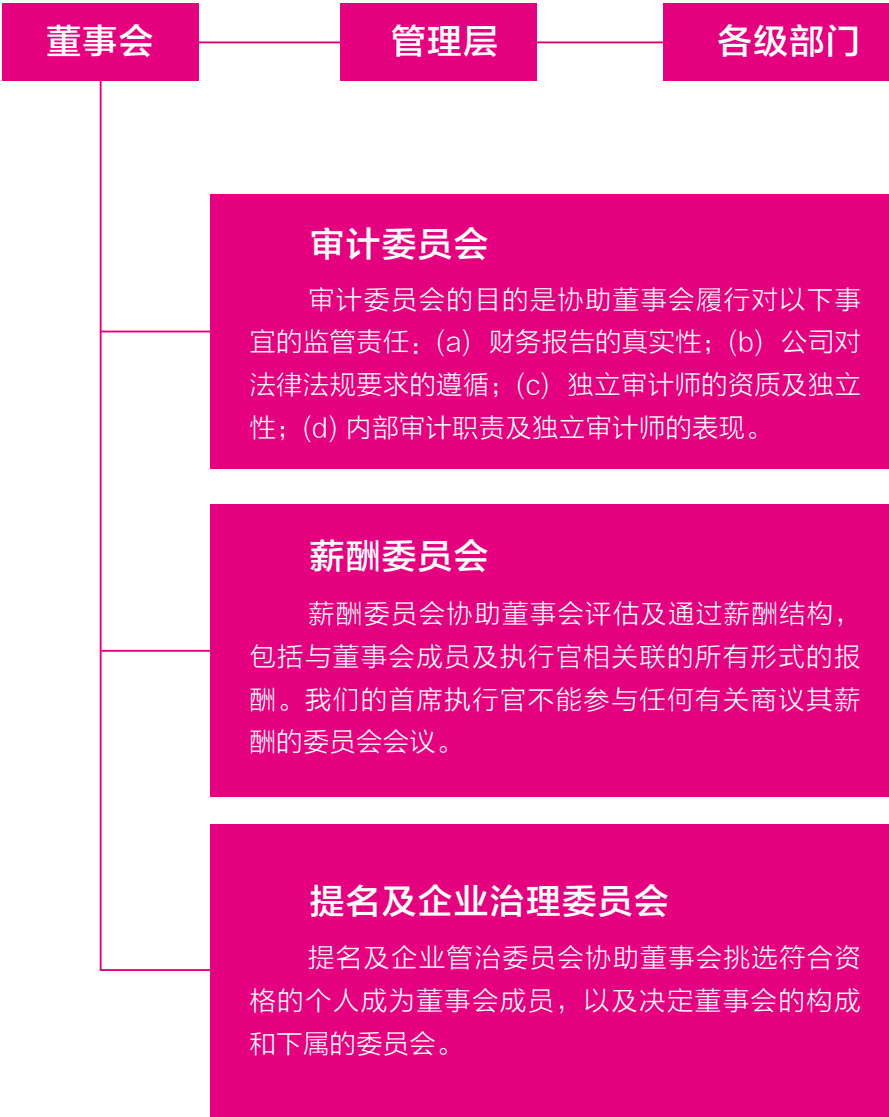 董事会 管理层 各级部门
审计委员会
审计委员会的目的是协助董事会履行对以下事
宜的监管责任：(a) 财务报告的真实性；(b) 公司对
法律法规要求的遵循；(c) 独立审计师的资质及独立
性；(d) 内部审计职责及独立审计师的表现。
薪酬委员会
薪酬委员会协助董事会评估及通过薪酬结构，
包括与董事会成员及执行官相关联的所有形式的报
酬。我们的首席执行官不能参与任何有关商议其薪
酬的委员会会议。
提名及企业治理委员会
提名及企业管治委员会协助董事会挑选符合资
格的个人成为董事会成员，以及决定董事会的构成
和下属的委员会。